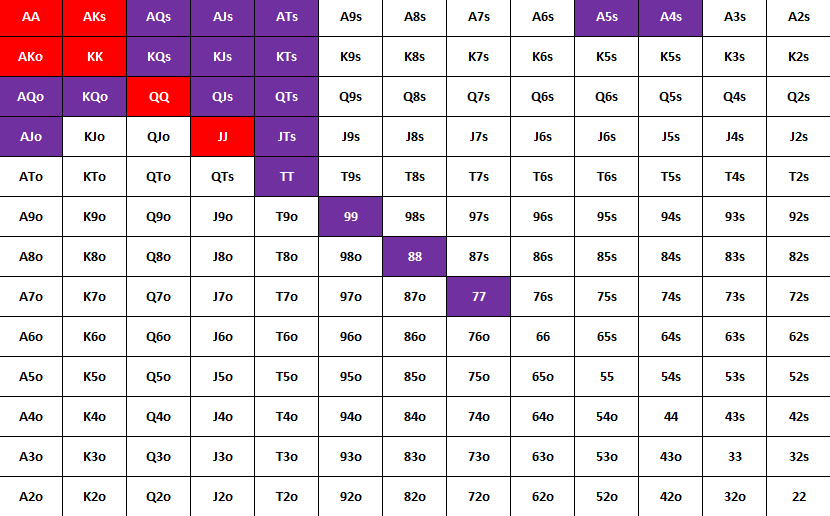 AA AKs AQs AJs ATs A9s A8s A7s A6s A5s A4s A3s A2s
AKo KK KQs KJs KTs K9s K8s K7s K6s K5s K5s K3s K2s
AQo KQo QQ QJs QTs Q9s Q8s Q7s Q6s Q6s Q5s Q4s Q2s
AJo KJo QJo JJ JTs J9s J8s J7s J6s J6s J5s J4s J2s
ATo KTo QTo QTs TT T9s T8s T7s T6s T6s T5s T4s T2s
A9o K9o Q9o J9o T9o 99 98s 97s 96s 95s 94s 93s 92s
A8o K8o Q8o J8o T8o 98o 88 87s 86s 85s 84s 83s 82s
A7o K7o Q7o J7o T7o 97o 87o 77 76s 75s 74s 73s 72s
A6o K6o Q6o J6o T6o 96o 86o 76o 66 65s 64s 63s 62s
A5o K5o Q5o J5o T5o 95o 85o 75o 65o 55 54s 53s 52s
A4o K4o Q4o J4o T4o 94o 84o 74o 64o 54o 44 43s 42s
A3o K3o Q3o J3o T3o 93o 83o 73o 63o 53o 43o 33 32s
A2o K2o Q2o J2o T2o 92o 82o 72o 62o 52o 42o 32o 22